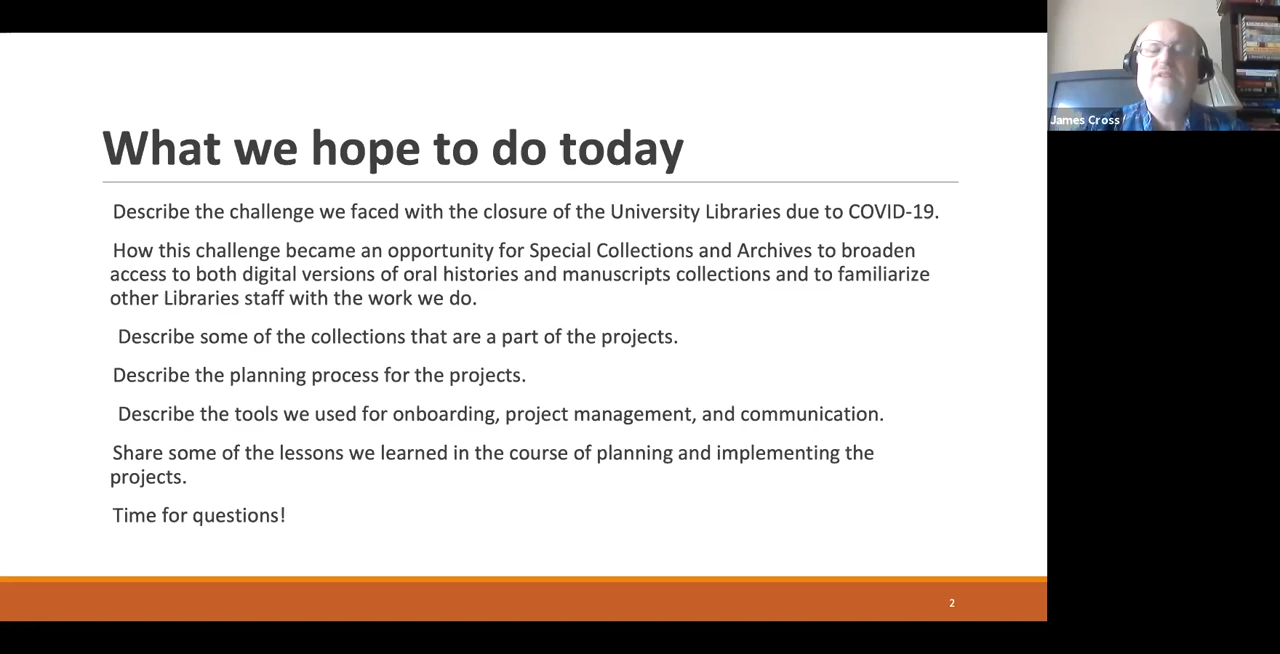 What we hope to do today
Describe the challenge we faced with the closure of the University Libraries due to COVID-19.
How this challenge became an opportunity for Special Collections and Archives to broaden
access to both digital versions of oral histories and manuscripts collections and to familiarize
other Libraries staff with the work we do.
Describe some of the collections that are a part of the projects.
Describe the planning process for the projects.
Describe the tools we used for onboarding, project management, and communication.
Share some of the lessons we learned in the course of planning and implementing the
projects.
Time for questions!
2
James Cross